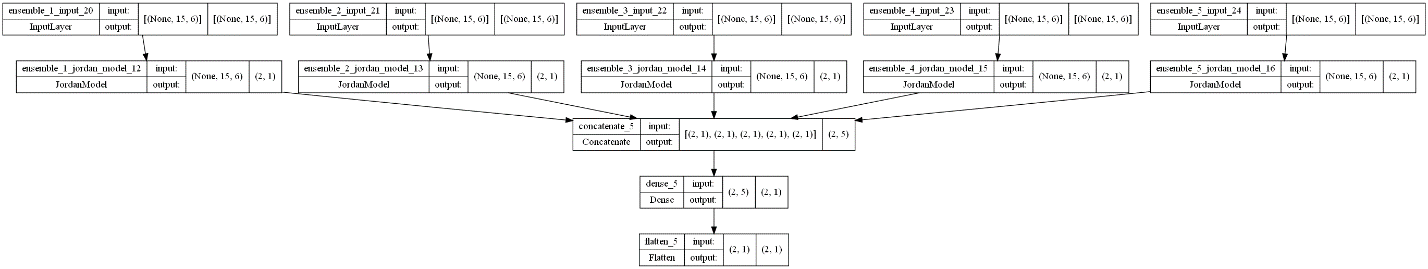 ensemble_1_input_20 input: [(None, 15, 6)] [(None, 15, 6)]
InputLayer output:
ensemble_2_input_21 input: [(None, 15, 6)] [(None, 15, 6)]
InputLayer output:
ensemble_3_input_22 input: [(None, 15, 6)] [(None, 15, 6)]
InputLayer output:
ensemble_4_input_23 input: [(None, 15, 6)] [(None, 15, 6)]
InputLayer output:
ensemble_5_input_24 input: [(None, 15, 6)] [(None, 15, 6)]
InputLayer output:
ensemble_1_jordan_model_12 input: (None, 15, 6) (2, 1)
JordanModel output:
ensemble_2_jordan_model_13 input: (None, 15, 6) (2, 1)
JordanModel output:
ensemble_3_jordan_model_14 input: (None, 15, 6) (2, 1)
JordanModel output:
ensemble_4_jordan_model_15 input: (None, 15, 6) (2, 1)
JordanModel output:
ensemble_5_jordan_model_16 input: (None, 15, 6) (2, 1)
JordanModel output:
concatenate_5 input: [(2, 1), (2, 1), (2, 1), (2, 1), (2, 1)] (2, 5)
Concatenate output:
dense_5 input: (2, 5) (2, 1)
Dense output:
flatten_5 input: (2, 1) (2, 1)
Flatten output: